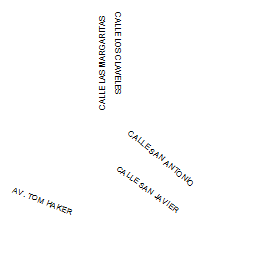 CALLE LAS MARGARITAS
CALLE LOS CLAVELES
CALLE SAN ANTONIO
CALLE SAN JAVIER
AV. TOM HAKER